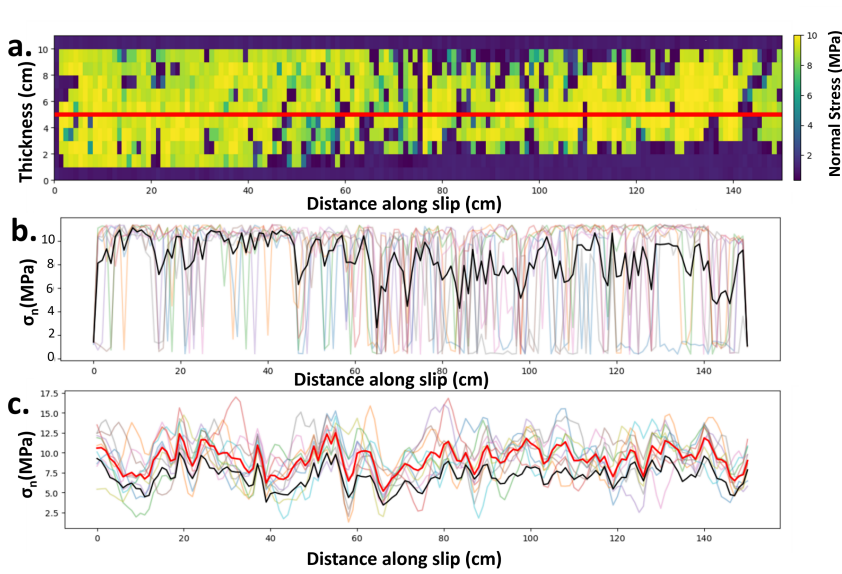 a.
Thickness (cm)
10
8
6
4
2
0
0 20 40 60 80 100 120 140
Distance along slip (cm)
10
8
6
4
2
Normal Stress (MPa)
b.
σn(MPa)
10
8
6
4
2
0
0 20 40 60 80 100 120 140
Distance along slip (cm)
c.
σn(MPa)
17.5
15.0
12.5
10.0
7.5
5.0
2.5
0 20 40 60 80 100 120 140
Distance along slip (cm)